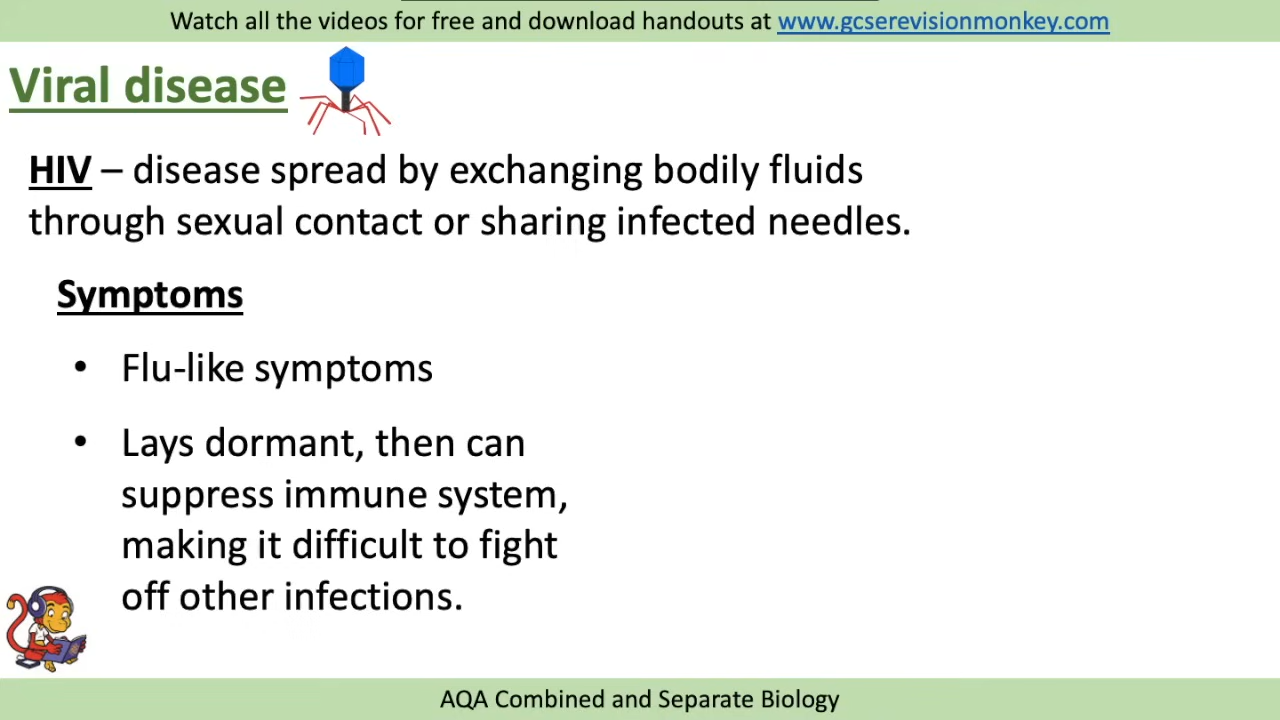 Watch all the videos for free and download handouts at www.gcserevisionmonkey.com
Viral disease
HIV – disease spread by exchanging bodily fluids
through sexual contact or sharing infected needles.
Symptoms
• Flu-like symptoms
• Lays dormant, then can
suppress immune system,
making it difficult to fight
off other infections.
AQA Combined and Separate Biology